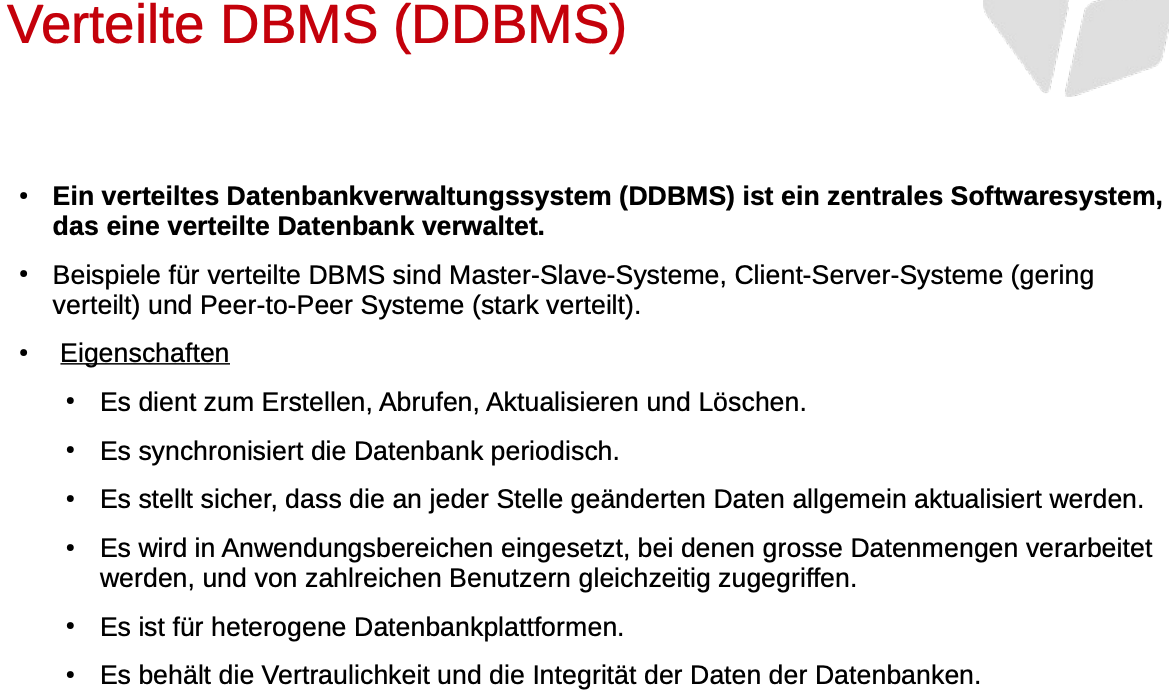 Verteilte DBMS (DDBMS)
• Ein verteiltes Datenbankverwaltungssystem (DDBMS) ist ein zentrales Softwaresystem,
das eine verteilte Datenbank verwaltet.
• Beispiele für verteilte DBMS sind Master-Slave-Systeme, Client-Server-Systeme (gering
verteilt) und Peer-to-Peer Systeme (stark verteilt).
• Eigenschaften
• Es dient zum Erstellen, Abrufen, Aktualisieren und Löschen.
• Es synchronisiert die Datenbank periodisch.
• Es stellt sicher, dass die an jeder Stelle geänderten Daten allgemein aktualisiert werden.
• Es wird in Anwendungsbereichen eingesetzt, bei denen grosse Datenmengen verarbeitet
werden, und von zahlreichen Benutzern gleichzeitig zugegriffen.
• Es ist für heterogene Datenbankplattformen.
• Es behält die Vertraulichkeit und die Integrität der Daten der Datenbanken.